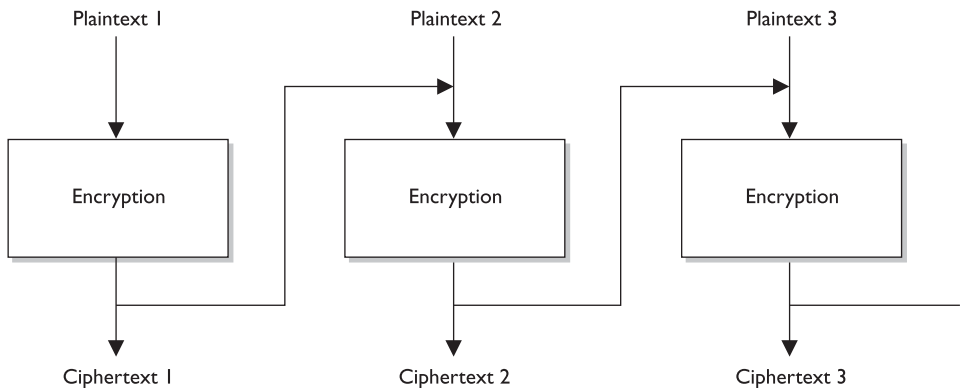 Plaintext 1
Plaintext 2
Plaintext 3
Encryption
Encryption
Encryption
Ciphertext 1
Ciphertext 2
Ciphertext 3